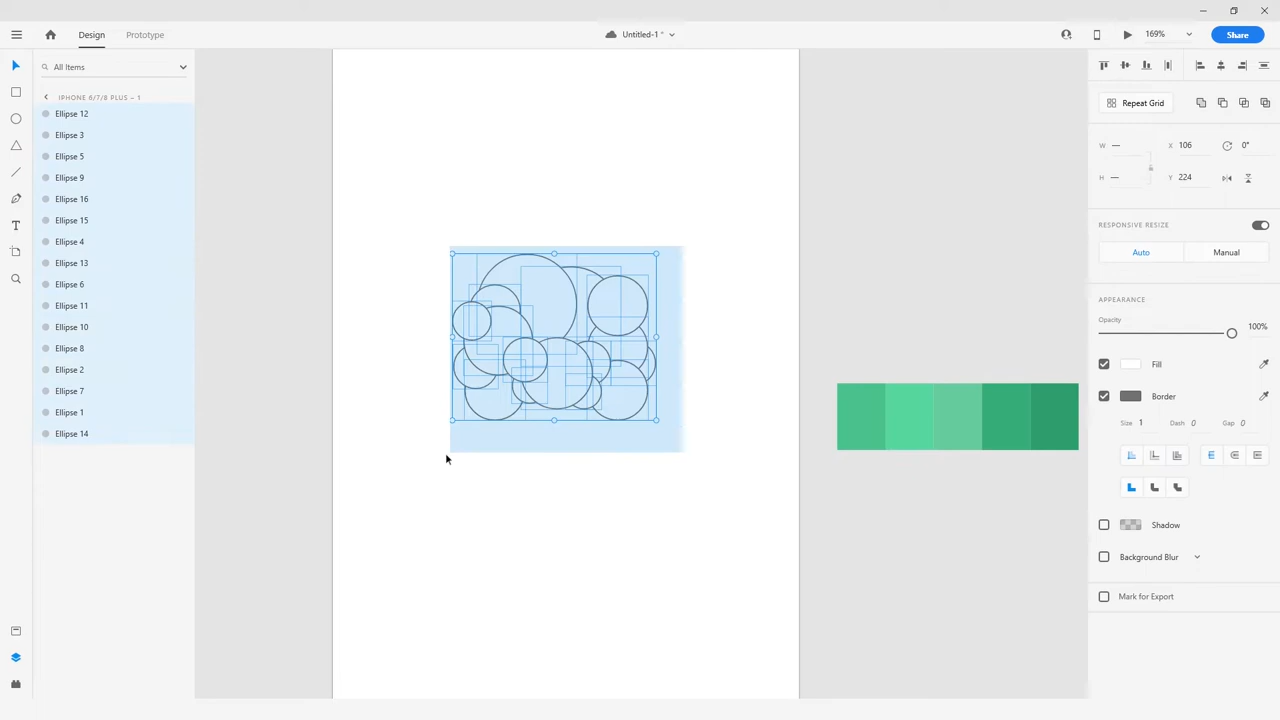 Design Prototype Untitled-1 * 169% Share
All Items
IPHONE 6/7/8 PLUS – 1
Ellipse 12
Ellipse 3
Ellipse 5
Ellipse 9
Ellipse 16
Ellipse 15
Ellipse 4
Ellipse 13
Ellipse 6
Ellipse 11
Ellipse 10
Ellipse 8
Ellipse 2
Ellipse 7
Ellipse 1
Ellipse 14
Repeat Grid
W — X 106 0°
H — Y 224
RESPONSIVE RESIZE
Auto Manual
APPEARANCE
Opacity
100%
Fill
Border
Size 1 Dash 0 Gap 0
Shadow
Background Blur
Mark for Export